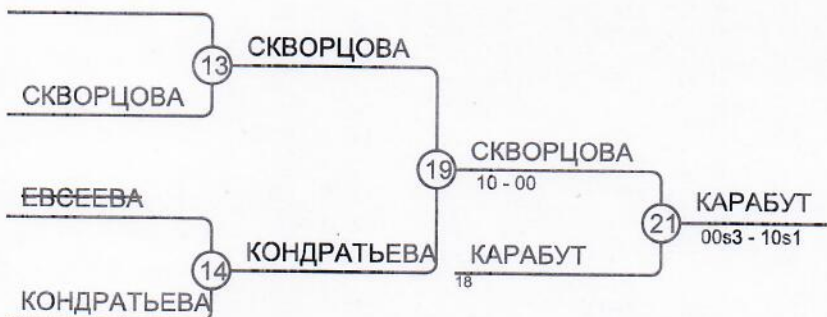 13
СКВОРЦОВА
СКВОРЦОВА
19
СКВОРЦОВА
10 - 00
ЕВСЕЕВА
21
КАРАБУТ
00s3 - 10s1
14
КОНДРАТЬЕВА
КАРАБУТ
18
КОНДРАТЬЕВА